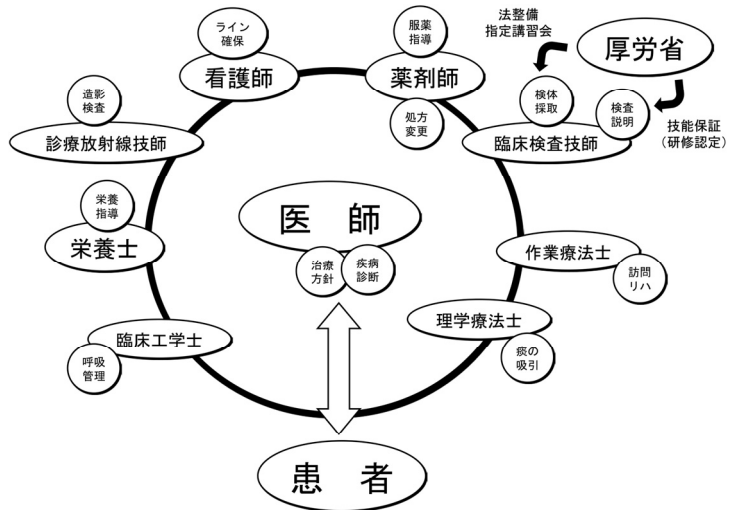 ライン
確保
看護師
服薬
指導
薬剤師
処方
変更
法整備
指定講習会
厚労省
検体
採取
検査
説明
技能保証
(研修認定)
臨床検査技師
造影
検査
診療放射線技師
栄養
指導
栄養士
医 師
治療
方針
疾病
診断
作業療法士
訪問
リハ
理学療法士
痰の
吸引
臨床工学士
呼吸
管理
患 者